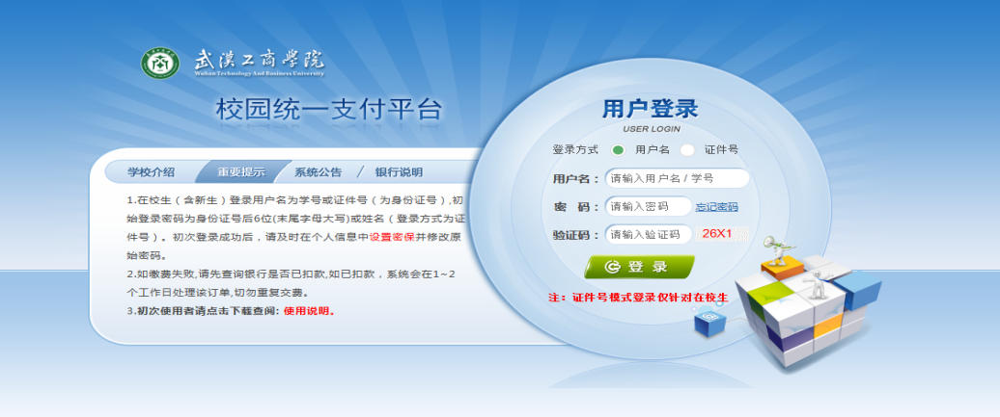 武汉工商学院
Wuhan Technology And Business University
校园统一支付平台
学校介绍 重要提示 系统公告 / 银行说明
1.在校生（含新生）登录用户名为学号或证件号（为身份证号）,初
始登录密码为身份证号后6位(末尾字母大写)或姓名（登录方式为证
件号）。初次登录成功后，请及时在个人信息中设置密保并修改原
始密码。
2.如缴费失败,请先查询银行是否已扣款,如已扣款，系统会在1~2
个工作日处理该订单,切勿重复交费。
3.初次使用者请点击下载查阅: 使用说明。
用户登录
USER LOGIN
登录方式 用户名 证件号
用户名： 请输入用户名 / 学号
密 码： 请输入密码 忘记密码
验证码： 请输入验证码 26X1
登 录
注：证件号模式登录仅针对在校生